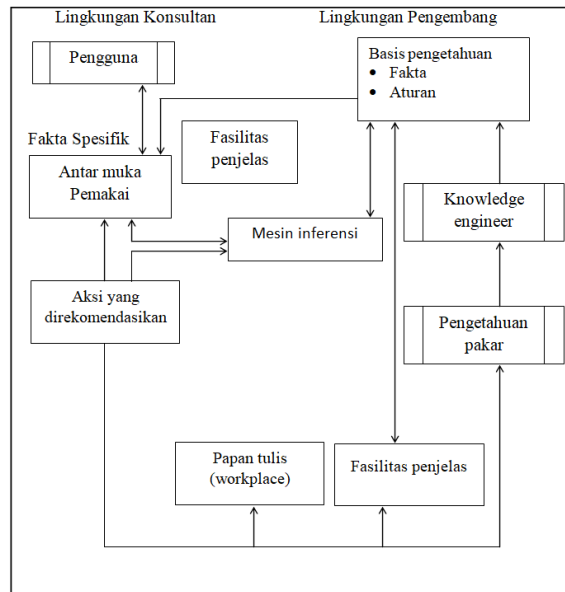 Lingkungan Konsultan
Lingkungan Pengembang
Pengguna
Basis pengetahuan
• Fakta
• Aturan
Fakta Spesifik
Fasilitas
penjelas
Antar muka
Pemakai
Knowledge
engineer
Mesin inferensi
Aksi yang
direkomendasikan
Pengetahuan
pakar
Papan tulis
(workplace)
Fasilitas penjelas